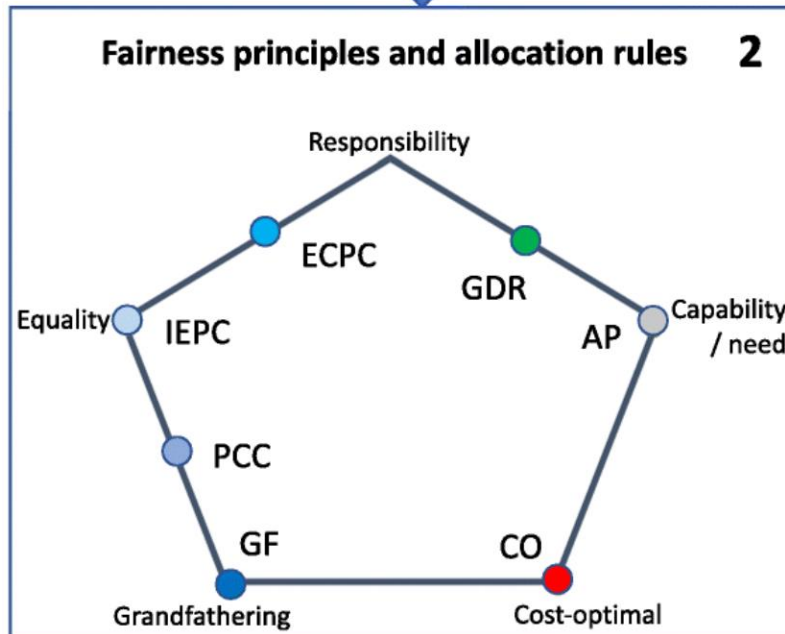 Fairness principles and allocation rules 2
Responsibility
ECPC
GDR
Equality
IEPC
AP
Capability
/ need
PCC
GF
CO
Grandfathering
Cost-optimal